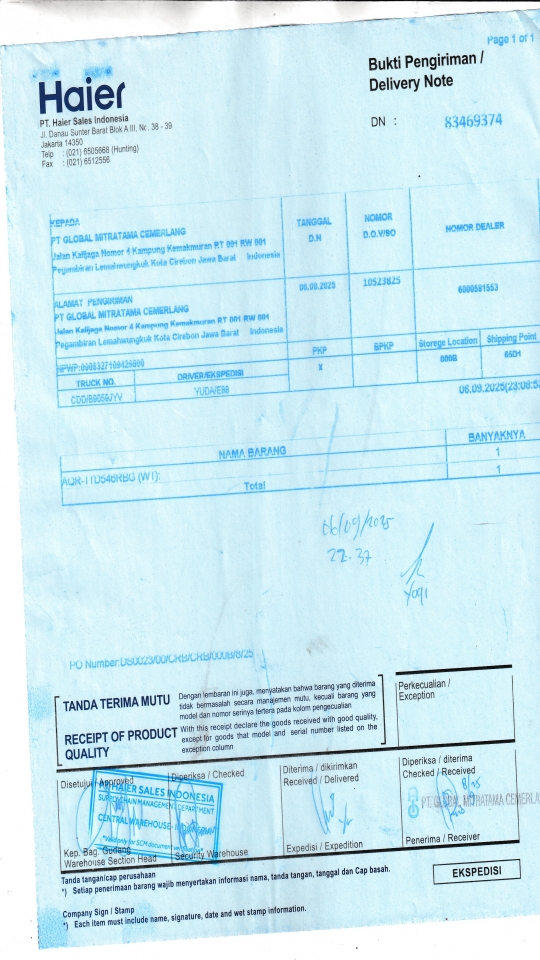 Page 1 of 1
Haier
Bukti Pengiriman /
Delivery Note
PT. Haier Sales Indonesia
Jl. Danau Sunter Barat Blok A III, Nr. 38 - 39
Jakarta 14350
Telp : (021) 6505668 (Hunting)
Fax : (021) 6512556
DN : 83469374
KEPADA
PT GLOBAL MITRATAMA CEMERLANG
Jalan Kalijaga Nomor 4 Kampung Kemakmuran RT 001 RW 001
Pegambiran Lemahwungkuk Kota Cirebon Jawa Barat Indonesia
TANGGAL
D.N
NOMOR
D.O.V/BO
NOMOR DEALER
06.09.2025
10523825
6000581553
ALAMAT PENGIRIMAN
PT GLOBAL MITRATAMA CEMERLANG
Jalan Kalijaga Nomor 4 Kampung Kemakmuran RT 001 RW 001
Pegambiran Lemahwungkuk Kota Cirebon Jawa Barat Indonesia
PKP
BPKP
Storege Location
Shipping Point
X
000B
85D1
TRUCK NO.
DRIVER/EKSPEDISI
CDD/B9059JYV
YUDA/E88
NAMA BARANG
BANYAKNYA
AQR-TTD546RBG (WT):
1
Total
1
06/09/2025
22.37
Yogi
PO Number:DS0023/00/CRB/CRB/000B/8/25
TANDA TERIMA MUTU
Dengan lembaran ini juga, menyatakan bahwa barang yang diterima
tidak bermasalah secara manajemen mutu, kecuali barang yang
model dan nomor serinya tertera pada kolom pengecualian
RECEIPT OF PRODUCT
QUALITY
With this receipt declare the goods received with good quality,
except for goods that model and serial number listed on the
exception column
Perkecualian /
Exception
Disetujui / Approved
Diperiksa / Checked
Diterima / dikirimkan
Received / Delivered
Diperiksa / diterima
Checked / Received
HAIER SALES INDONESIA
SUPPLY CHAIN MANAGEMENT DEPARTMENT
CENTRAL WAREHOUSE-
PT. GLOBAL MITRATAMA CEMERLA
Kep. Bag. Gudang
Warehouse Section Head
Security Warehouse
Expedisi / Expedition
Penerima / Receiver
Tanda tangan/cap perusahaan
*) Setiap penerimaan barang wajib menyertakan informasi nama, tanda tangan, tanggal dan Cap basah.
EKSPEDISI
Company Sign / Stamp
*) Each item must include name, signature, date and wet stamp information.